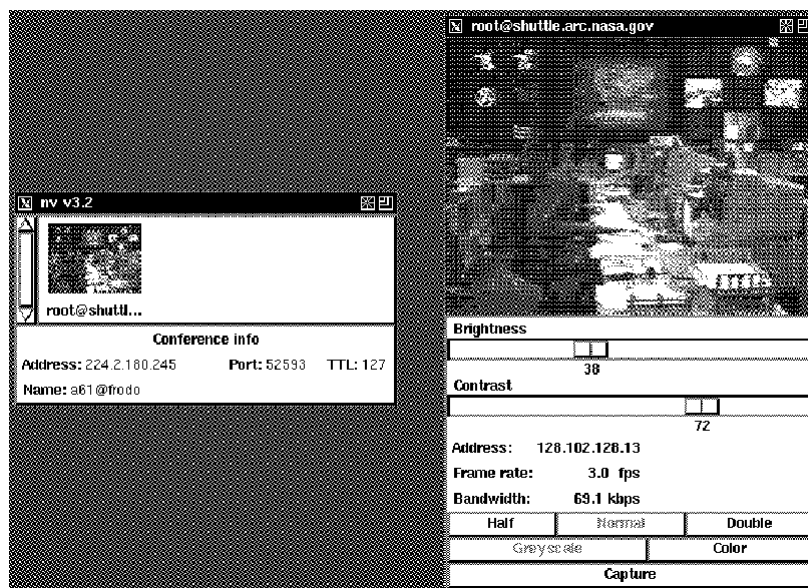 root@shuttle.arc.nasa.gov
nv v3.2
root@shuttl...
Conference info
Address: 224.2.180.245 Port: 52593 TTL: 127
Name: a61@frodo
Brightness
38
Contrast
72
Address: 128.102.128.13
Frame rate: 3.0 fps
Bandwidth: 69.1 kbps
Half Normal Double
Greyscale Color
Capture